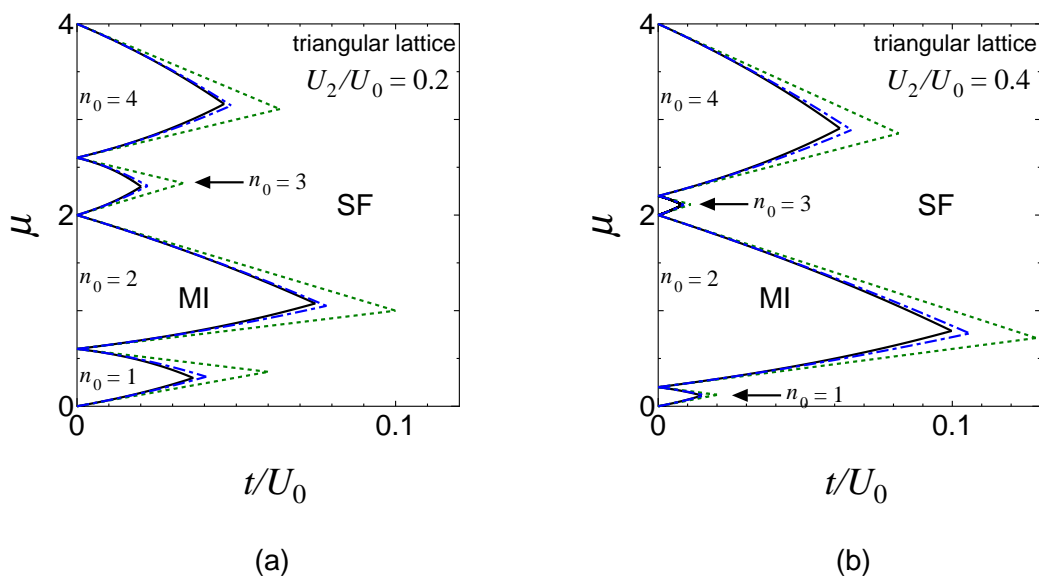 4
triangular lattice
U₂/U₀ = 0.2
n₀ = 4
n₀ = 3
2
SF
μ
n₀ = 2
MI
n₀ = 1
0
0
0.1
t/U₀
(a)
4
triangular lattice
U₂/U₀ = 0.4
n₀ = 4
n₀ = 3
2
SF
μ
n₀ = 2
MI
n₀ = 1
0
0
0.1
t/U₀
(b)